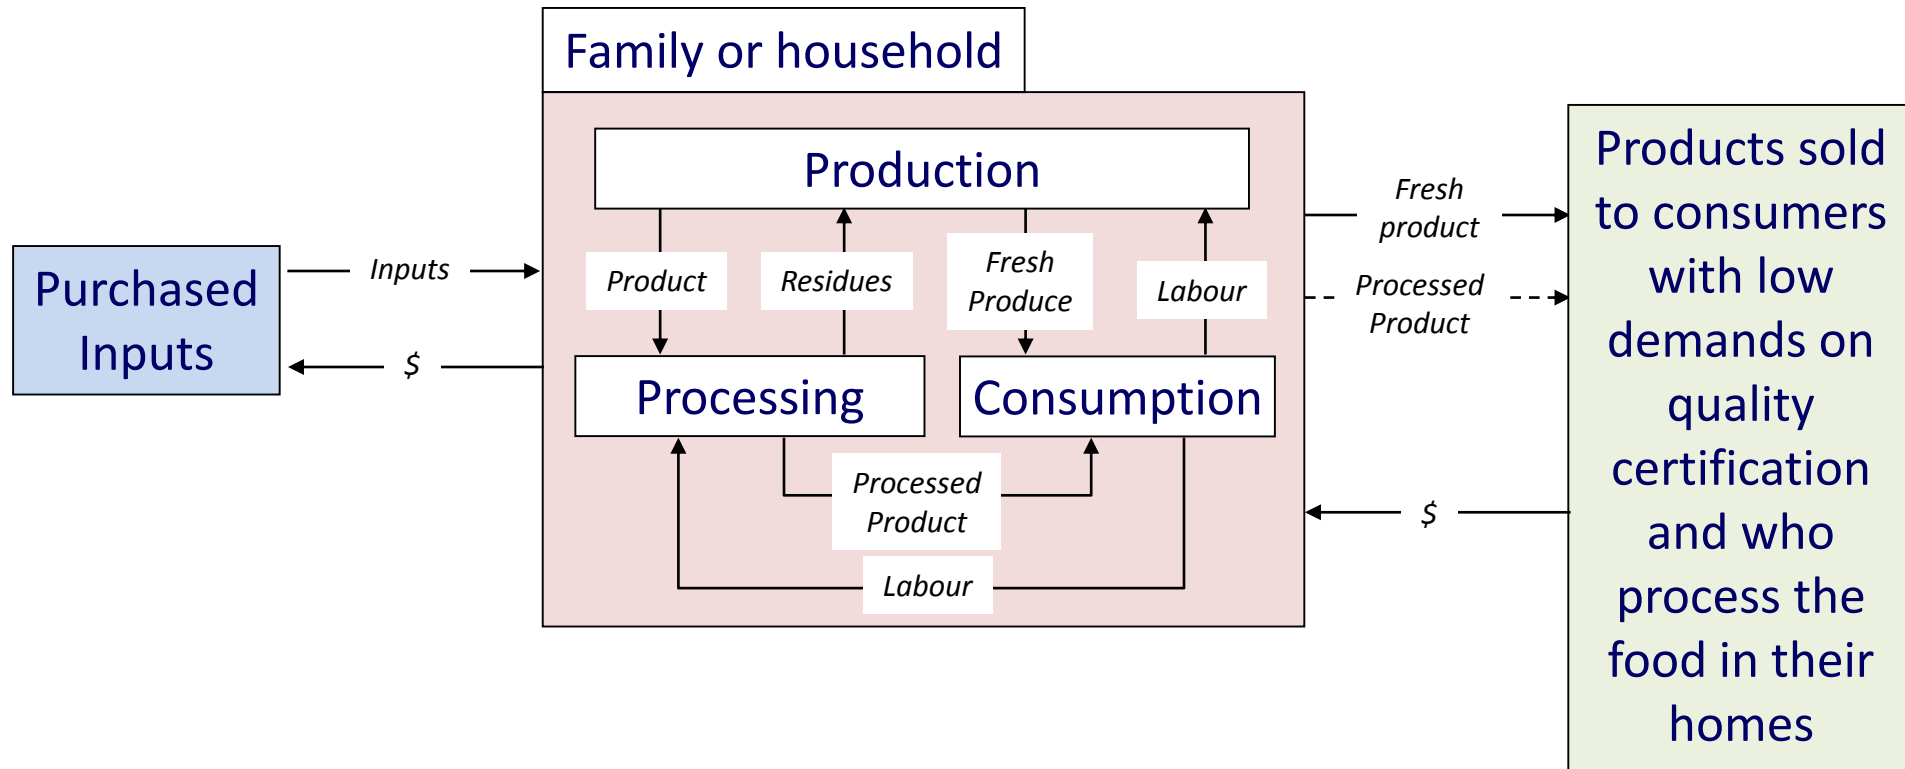 Family or household
Production
Product
Residues
Fresh
Produce
Labour
Processing
Consumption
Processed
Product
Labour
Purchased
Inputs
Inputs
$
Fresh
product
Processed
Product
$
Products sold
to consumers
with low
demands on
quality
certification
and who
process the
food in their
homes